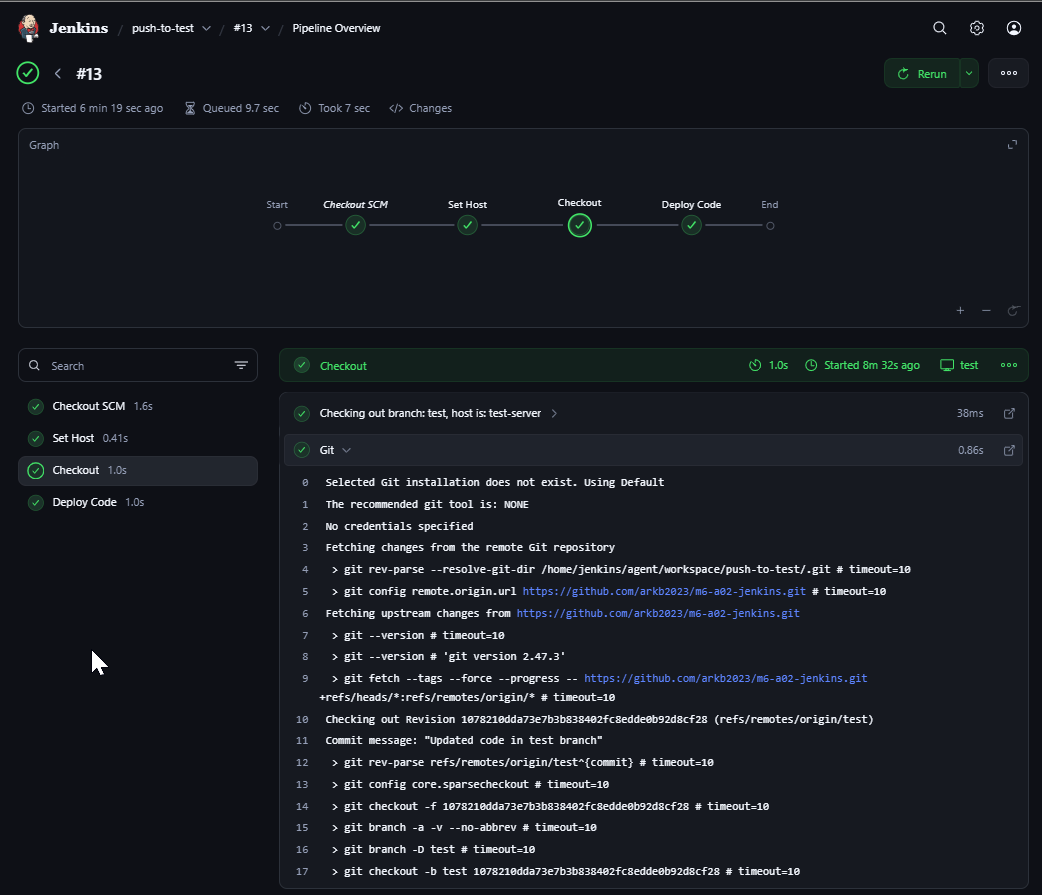 Jenkins / push-to-test / #13 / Pipeline Overview
#13
Rerun
Started 6 min 19 sec ago Queued 9.7 sec Took 7 sec </> Changes
Graph
Start Checkout SCM Set Host Checkout Deploy Code End
Search
Checkout SCM 1.6s
Set Host 0.41s
Checkout 1.0s
Deploy Code 1.0s
Checkout 1.0s Started 8m 32s ago test
Checking out branch: test, host is: test-server 38ms
Git 0.86s
0 Selected Git installation does not exist. Using Default
1 The recommended git tool is: NONE
2 No credentials specified
3 Fetching changes from the remote Git repository
4 > git rev-parse --resolve-git-dir /home/jenkins/agent/workspace/push-to-test/.git # timeout=10
5 > git config remote.origin.url https://github.com/arkb2023/m6-a02-jenkins.git # timeout=10
6 Fetching upstream changes from https://github.com/arkb2023/m6-a02-jenkins.git
7 > git --version # timeout=10
8 > git --version # 'git version 2.47.3'
9 > git fetch --tags --force --progress -- https://github.com/arkb2023/m6-a02-jenkins.git
+refs/heads/*:refs/remotes/origin/* # timeout=10
10 Checking out Revision 1078210dda73e7b3b838402fc8edde0b92d8cf28 (refs/remotes/origin/test)
11 Commit message: "Updated code in test branch"
12 > git rev-parse refs/remotes/origin/test^{commit} # timeout=10
13 > git config core.sparsecheckout # timeout=10
14 > git checkout -f 1078210dda73e7b3b838402fc8edde0b92d8cf28 # timeout=10
15 > git branch -a -v --no-abbrev # timeout=10
16 > git branch -D test # timeout=10
17 > git checkout -b test 1078210dda73e7b3b838402fc8edde0b92d8cf28 # timeout=10